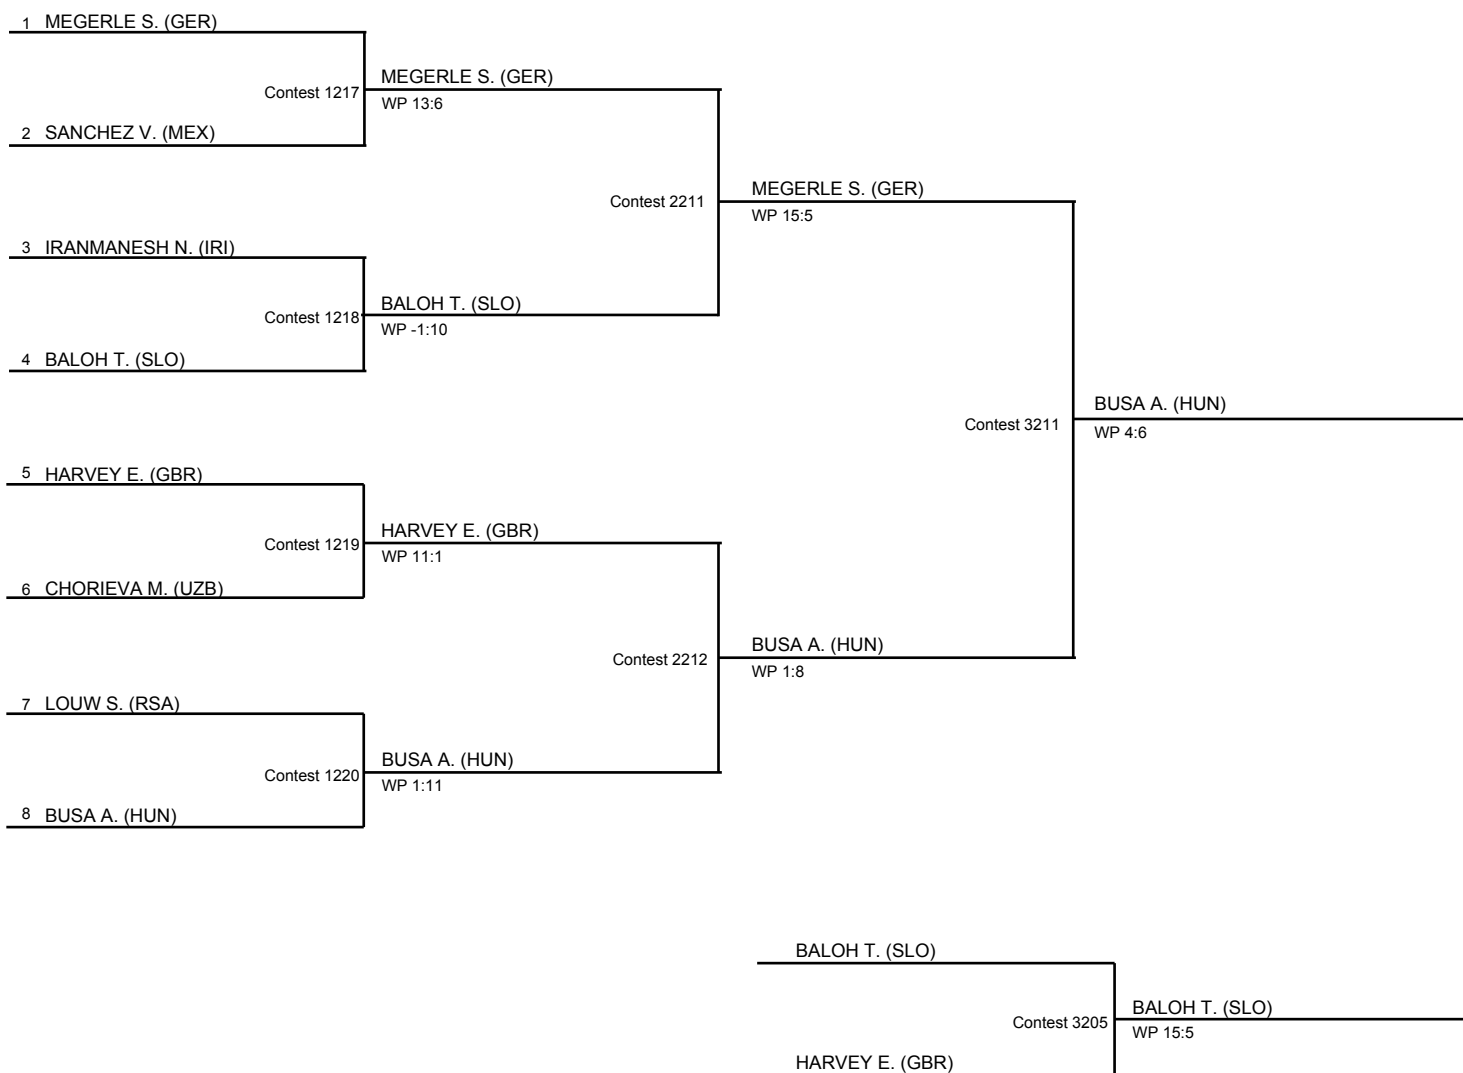 1 MEGERLE S. (GER)
Contest 1217
MEGERLE S. (GER)
WP 13:6
2 SANCHEZ V. (MEX)
Contest 2211
MEGERLE S. (GER)
WP 15:5
3 IRANMANESH N. (IRI)
Contest 1218
BALOH T. (SLO)
WP -1:10
4 BALOH T. (SLO)
Contest 3211
BUSA A. (HUN)
WP 4:6
5 HARVEY E. (GBR)
Contest 1219
HARVEY E. (GBR)
WP 11:1
6 CHORIEVA M. (UZB)
Contest 2212
BUSA A. (HUN)
WP 1:8
7 LOUW S. (RSA)
Contest 1220
BUSA A. (HUN)
WP 1:11
8 BUSA A. (HUN)
BALOH T. (SLO)
Contest 3205
BALOH T. (SLO)
WP 15:5
HARVEY E. (GBR)